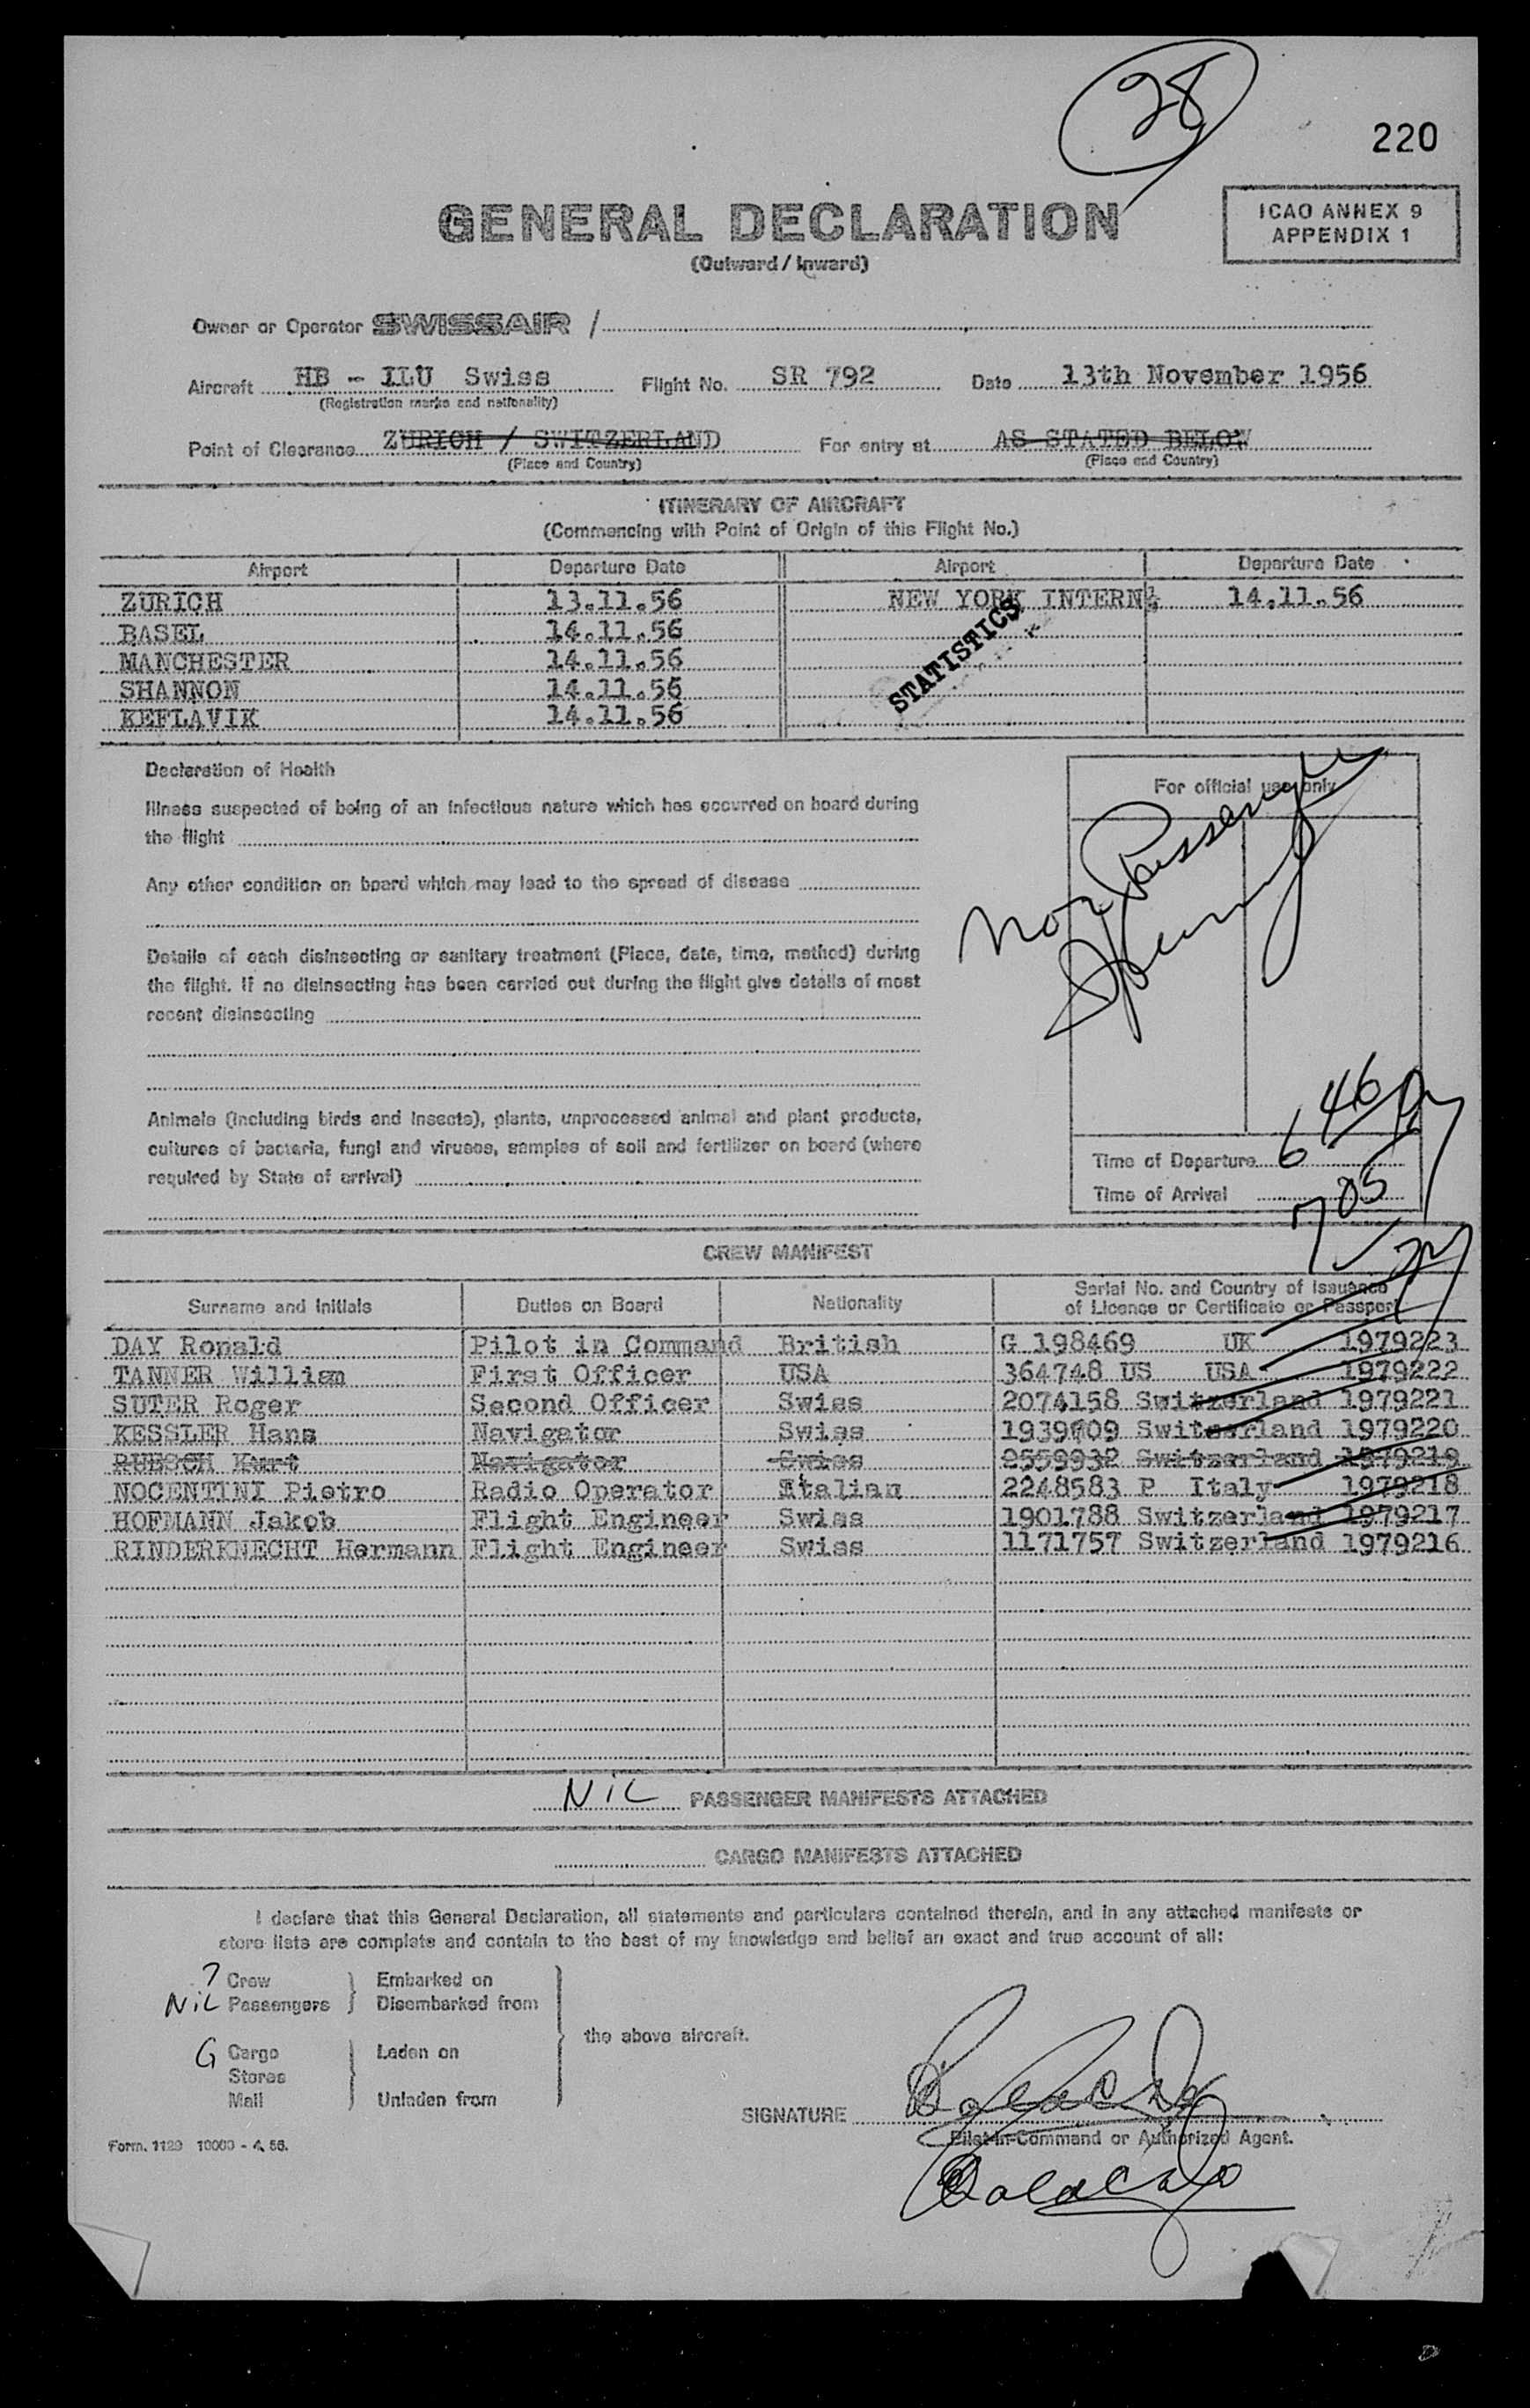 28
220
GENERAL DECLARATION
(Outward / Inward)
ICAO ANNEX 9
APPENDIX 1
Owner or Operator SWISSAIR /
Aircraft HB - ILU Swiss Flight No. SR 792 Date 13th November 1956
(Registration marks and nationality)
Point of Clearance ZURICH / SWITZERLAND For entry at AS STATED BELOW
(Place and Country) (Place and Country)
ITINERARY OF AIRCRAFT
(Commencing with Point of Origin of this Flight No.)
Airport Departure Date Airport Departure Date
ZURICH 13.11.56 NEW YORK INTERN. 14.11.56
BASEL 14.11.56
MANCHESTER 14.11.56
SHANNON 14.11.56
KEFLAVIK 14.11.56
STATISTICS
Declaration of Health
Illness suspected of being of an infectious nature which has occurred on board during
the flight
Any other condition on board which may lead to the spread of disease
Details of each disinsecting or sanitary treatment (Place, date, time, method) during
the flight. If no disinsecting has been carried out during the flight give details of most
recent disinsecting
Animals (including birds and insects), plants, unprocessed animal and plant products,
cultures of bacteria, fungi and viruses, samples of soil and fertilizer on board (where
required by State of arrival)
For official use only
Time of Departure 6 46
Time of Arrival 7 05
CREW MANIFEST
Surname and Initials Duties on Board Nationality Serial No. and Country of Issuance
of Licence or Certificate or Passport
DAY Ronald Pilot in Command British G 198469 UK 1979223
TANNER William First Officer USA 364748 US USA 1979222
SUTER Roger Second Officer Swiss 2074158 Switzerland 1979221
KESSLER Hans Navigator Swiss 1939709 Switzerland 1979220
RUESCH Kurt Navigator Swiss 2559932 Switzerland 1979219
NOCENTINI Pietro Radio Operator Italian 2248583 P Italy 1979218
HOFMANN Jakob Flight Engineer Swiss 1901788 Switzerland 1979217
RINDERKNECHT Hermann Flight Engineer Swiss 1171757 Switzerland 1979216
NIL PASSENGER MANIFESTS ATTACHED
CARGO MANIFESTS ATTACHED
I declare that this General Declaration, all statements and particulars contained therein, and in any attached manifests or
store lists are complete and contain to the best of my knowledge and belief an exact and true account of all:
7 Crew Embarked on
NIL Passengers Disembarked from
the above aircraft.
G Cargo Laden on
Stores
Mail Unladen from
SIGNATURE
Pilot-in-Command or Authorized Agent.
Form. 1129 10000 - 4. 56.